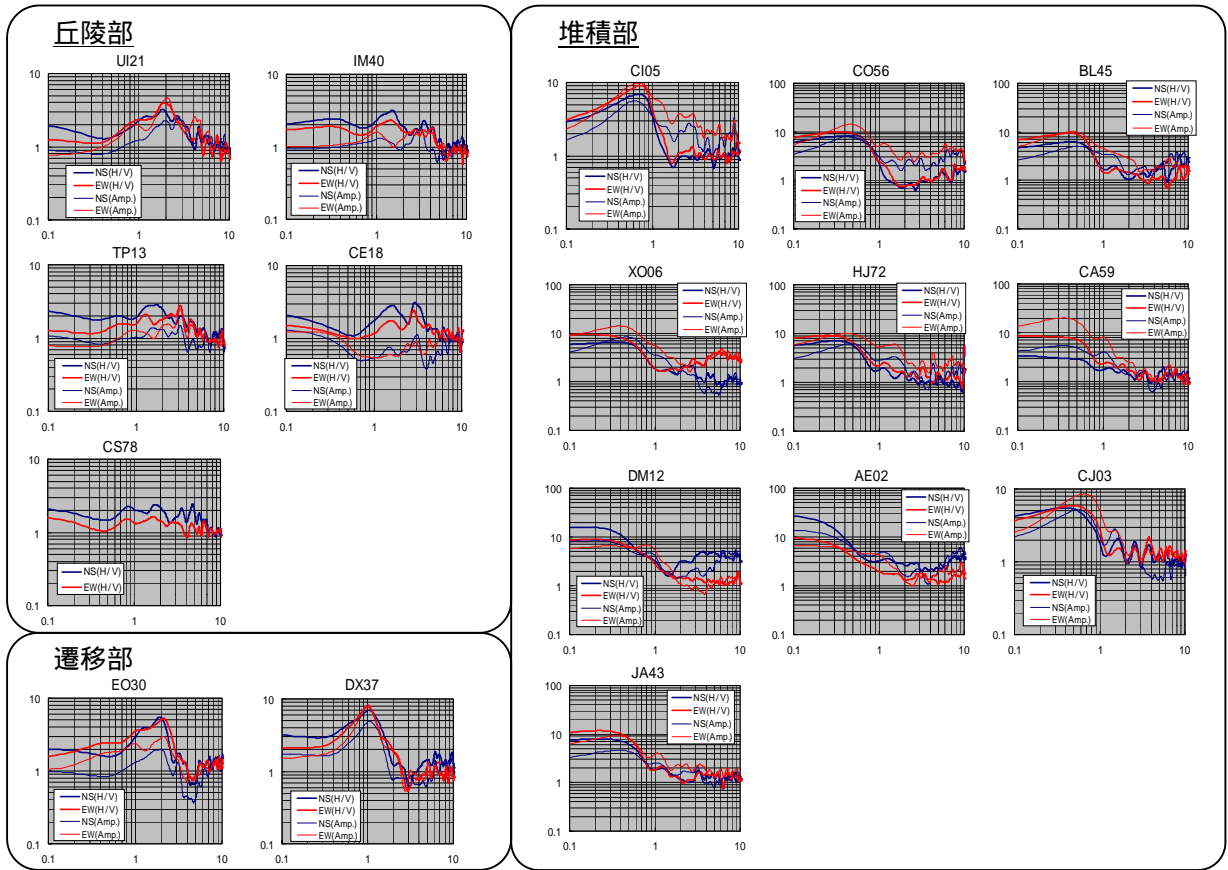 丘陵部
UI21
10
1
0.1
0.1
1
10
NS(H/V)
EW(H/V)
NS(Amp.)
EW(Amp.)
IM40
10
1
0.1
0.1
1
10
NS(H/V)
EW(H/V)
NS(Amp.)
EW(Amp.)
TP13
10
1
0.1
0.1
1
10
NS(H/V)
EW(H/V)
NS(Amp.)
EW(Amp.)
CE18
10
1
0.1
0.1
1
10
NS(H/V)
EW(H/V)
NS(Amp.)
EW(Amp.)
CS78
10
1
0.1
0.1
1
10
NS(H/V)
EW(H/V)
遷移部
EO30
10
1
0.1
0.1
1
10
NS(H/V)
EW(H/V)
NS(Amp.)
EW(Amp.)
DX37
10
1
0.1
0.1
1
10
NS(H/V)
EW(H/V)
NS(Amp.)
EW(Amp.)
堆積部
CI05
10
1
0.1
0.1
1
10
NS(H/V)
EW(H/V)
NS(Amp.)
EW(Amp.)
CO56
100
10
1
0.1
0.1
1
10
NS(H/V)
EW(H/V)
NS(Amp.)
EW(Amp.)
BL45
100
10
1
0.1
0.1
1
10
NS(H/V)
EW(H/V)
NS(Amp.)
EW(Amp.)
XO06
100
10
1
0.1
0.1
1
10
NS(H/V)
EW(H/V)
NS(Amp.)
EW(Amp.)
HJ72
100
10
1
0.1
0.1
1
10
NS(H/V)
EW(H/V)
NS(Amp.)
EW(Amp.)
CA59
100
10
1
0.1
0.1
1
10
NS(H/V)
EW(H/V)
NS(Amp.)
EW(Amp.)
DM12
100
10
1
0.1
0.1
1
10
NS(H/V)
EW(H/V)
NS(Amp.)
EW(Amp.)
AE02
100
10
1
0.1
0.1
1
10
NS(H/V)
EW(H/V)
NS(Amp.)
EW(Amp.)
CJ03
10
1
0.1
0.1
1
10
NS(H/V)
EW(H/V)
NS(Amp.)
EW(Amp.)
JA43
100
10
1
0.1
0.1
1
10
NS(H/V)
EW(H/V)
NS(Amp.)
EW(Amp.)